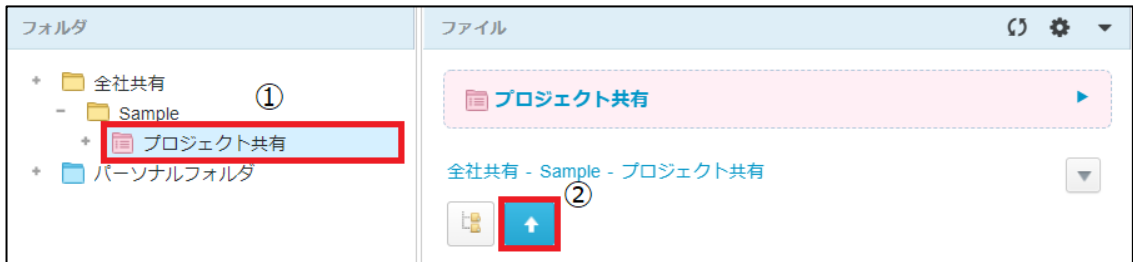 フォルダ
全社共有
①
Sample
プロジェクト共有
パーソナルフォルダ
ファイル
プロジェクト共有
全社共有 - Sample - プロジェクト共有
②